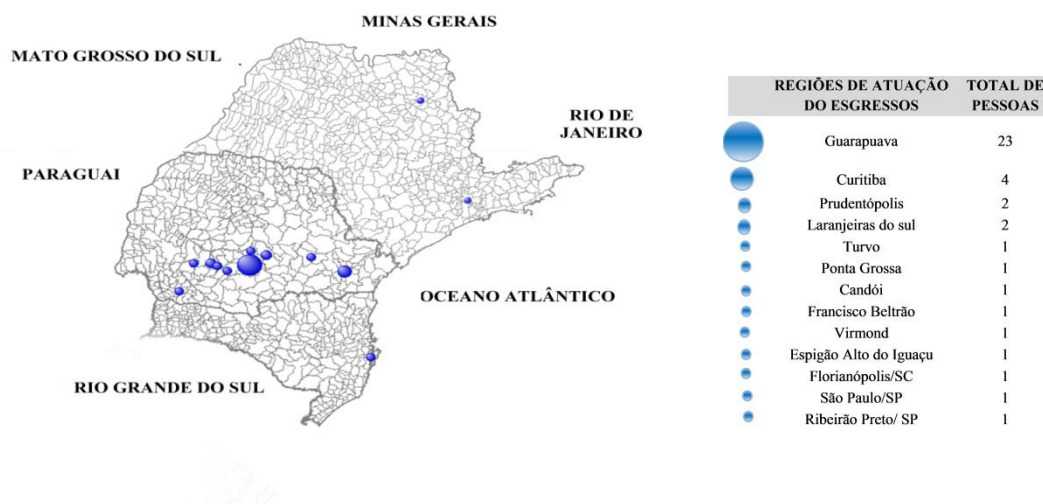 MINAS GERAIS
MATO GROSSO DO SUL
RIO DE
JANEIRO
PARAGUAI
OCEANO ATLÂNTICO
RIO GRANDE DO SUL
REGIÕES DE ATUAÇÃO TOTAL DE
DO ESGRESSOS PESSOAS
Guarapuava 23
Curitiba 4
Prudentópolis 2
Laranjeiras do sul 2
Turvo 1
Ponta Grossa 1
Candói 1
Francisco Beltrão 1
Virmond 1
Espigão Alto do Iguaçu 1
Florianópolis/SC 1
São Paulo/SP 1
Ribeirão Preto/ SP 1